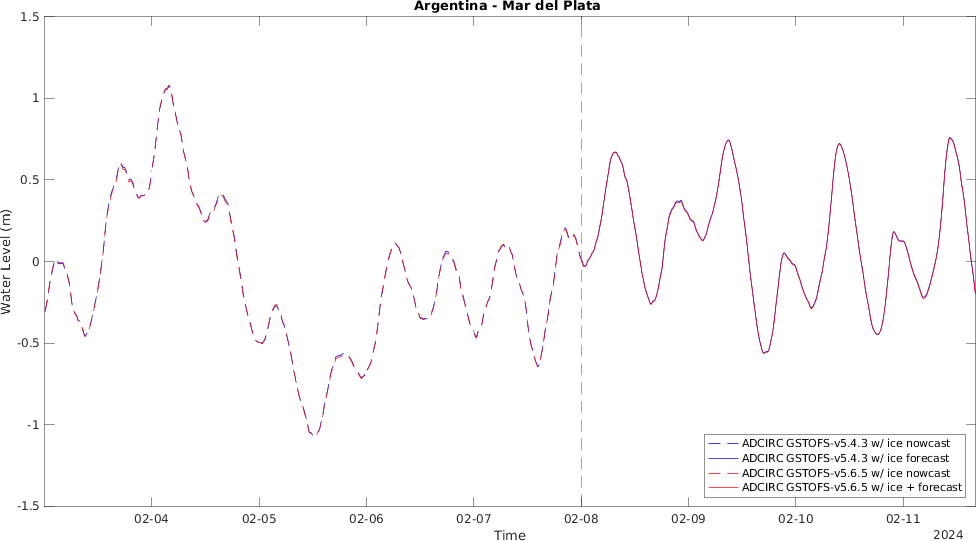 Argentina - Mar del Plata
1.5
1
0.5
0
-0.5
-1
-1.5
Water Level (m)
02-04 02-05 02-06 02-07 02-08 02-09 02-10 02-11
Time
2024
ADCIRC GSTOFS-v5.4.3 w/ ice nowcast
ADCIRC GSTOFS-v5.4.3 w/ ice forecast
ADCIRC GSTOFS-v5.6.5 w/ ice nowcast
ADCIRC GSTOFS-v5.6.5 w/ ice + forecast